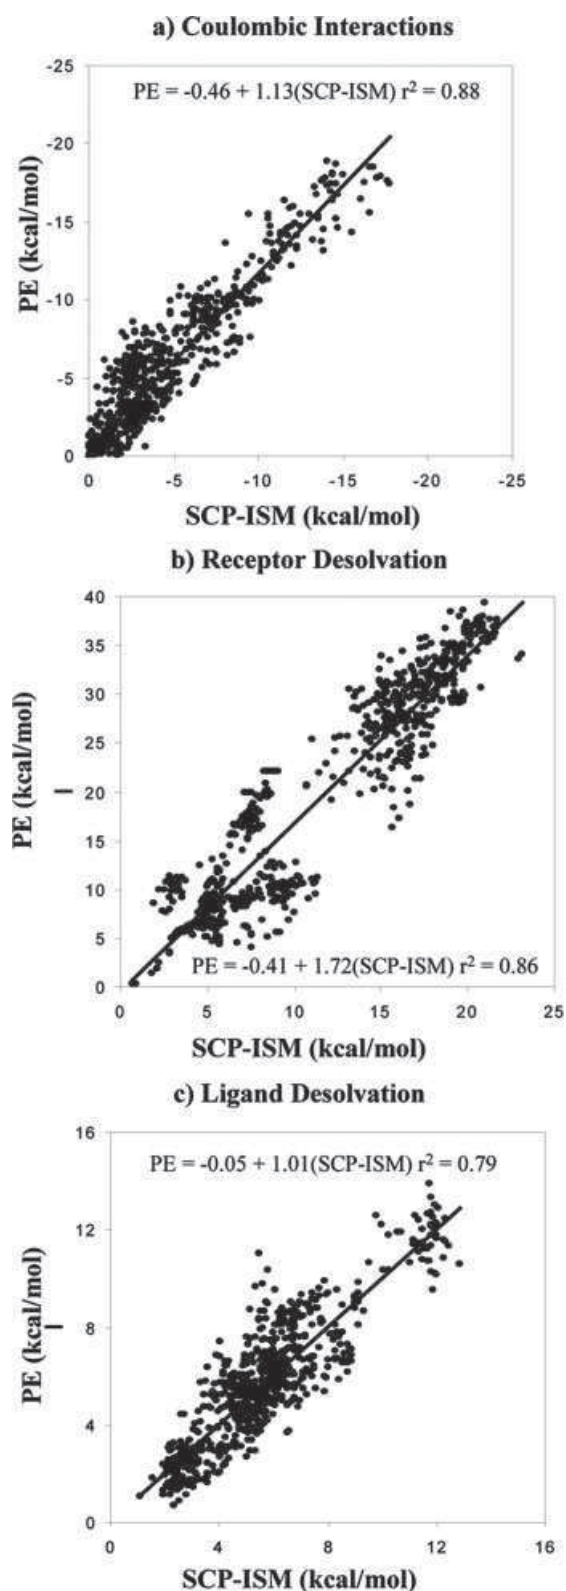 a) Coulombic Interactions
-25
PE = -0.46 + 1.13(SCP-ISM) r² = 0.88
-20
-15
PE (kcal/mol)
-10
-5
0
0 -5 -10 -15 -20 -25
SCP-ISM (kcal/mol)
b) Receptor Desolvation
40
35
30
25
PE (kcal/mol)
20
15
10
5
PE = -0.41 + 1.72(SCP-ISM) r² = 0.86
0
0 5 10 15 20 25
SCP-ISM (kcal/mol)
c) Ligand Desolvation
16
PE = -0.05 + 1.01(SCP-ISM) r² = 0.79
12
PE (kcal/mol)
8
4
0
0 4 8 12 16
SCP-ISM (kcal/mol)